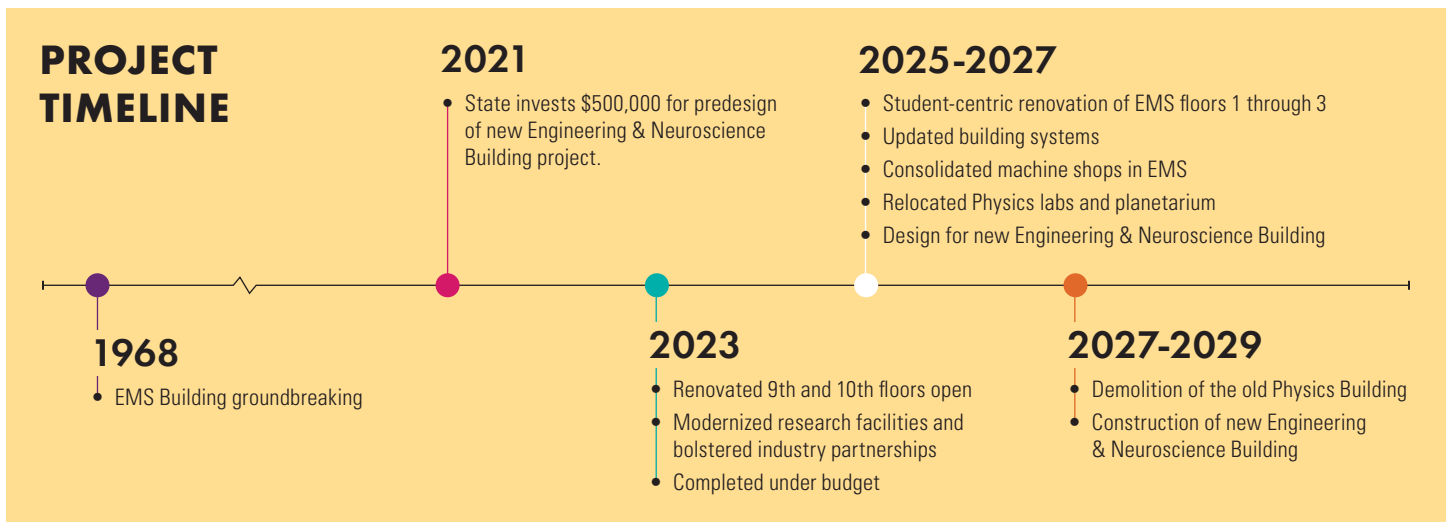 PROJECT
TIMELINE
2021
State invests $500,000 for predesign
of new Engineering & Neuroscience
Building project.
2025-2027
Student-centric renovation of EMS floors 1 through 3
Updated building systems
Consolidated machine shops in EMS
Relocated Physics labs and planetarium
Design for new Engineering & Neuroscience Building
1968
EMS Building groundbreaking
2023
Renovated 9th and 10th floors open
Modernized research facilities and
bolstered industry partnerships
Completed under budget
2027-2029
Demolition of the old Physics Building
Construction of new Engineering
& Neuroscience Building